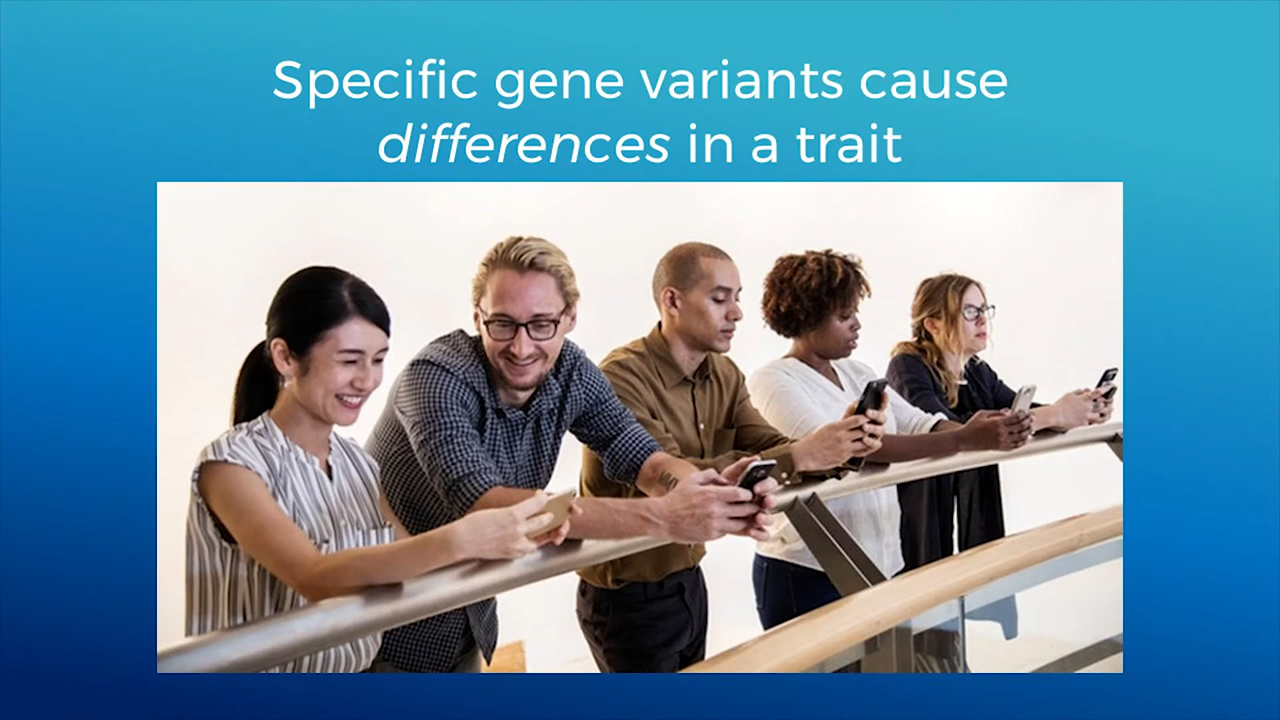 Specific gene variants cause
differences in a trait